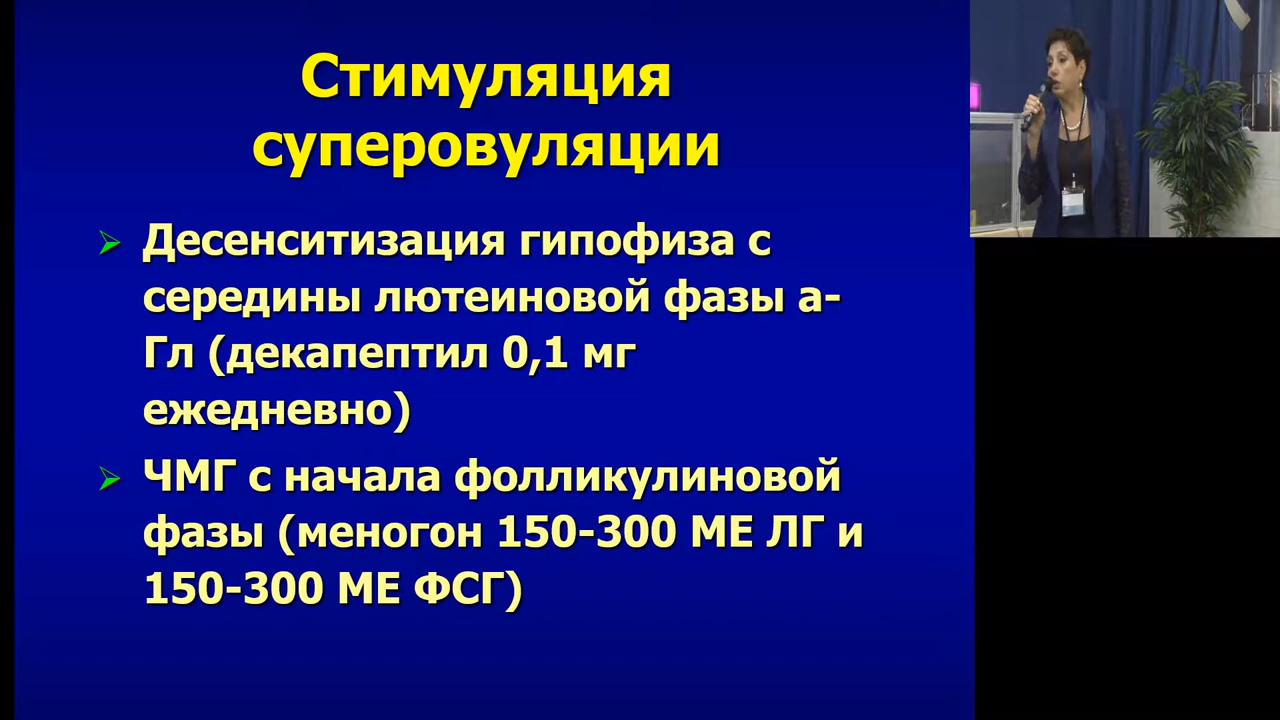 Стимуляция
суперовуляции
Десенситизация гипофиза с
середины лютеиновой фазы а-
Гл (декапептил 0,1 мг
ежедневно)
ЧМГ с начала фолликулиновой
фазы (меногон 150-300 МЕ ЛГ и
150-300 МЕ ФСГ)